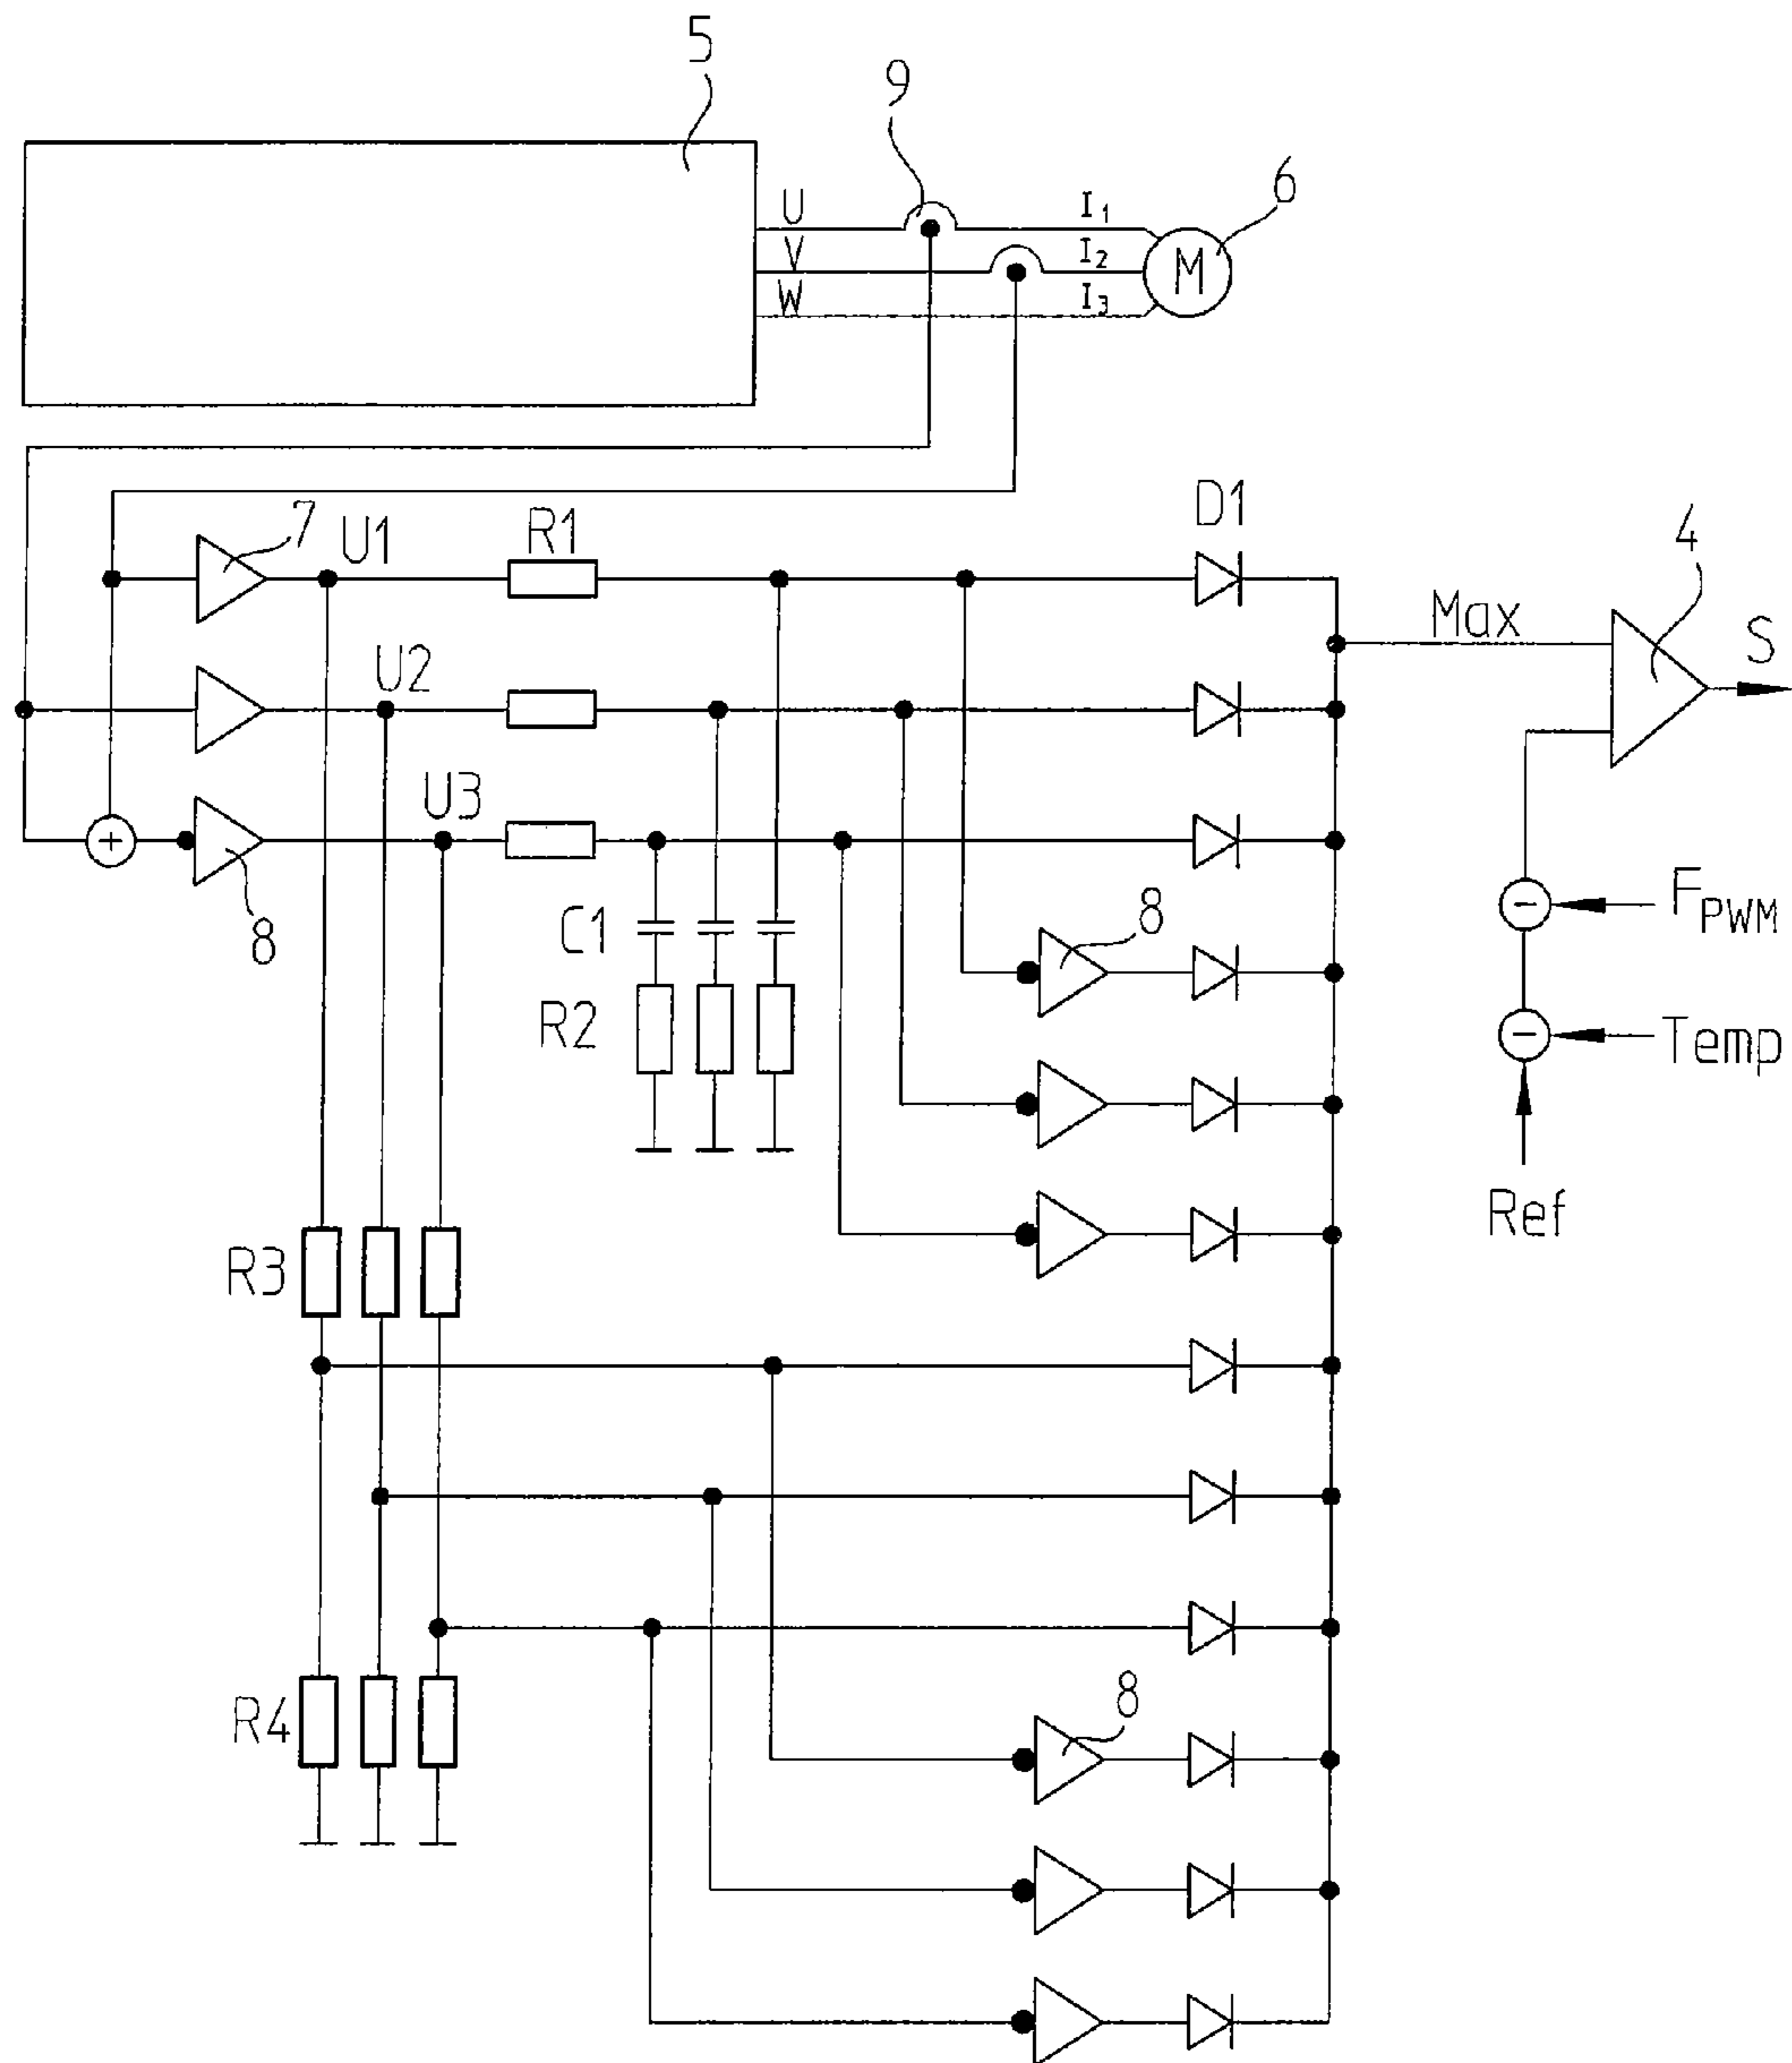 5
9
6
U
I₁
V
I₂
M
W
I₃
7
U1
R1
D1
4
Max
S
U2
U3
8
C1
8
F_PWM
R2
Temp
Ref
R3
8
R4
+
-
-